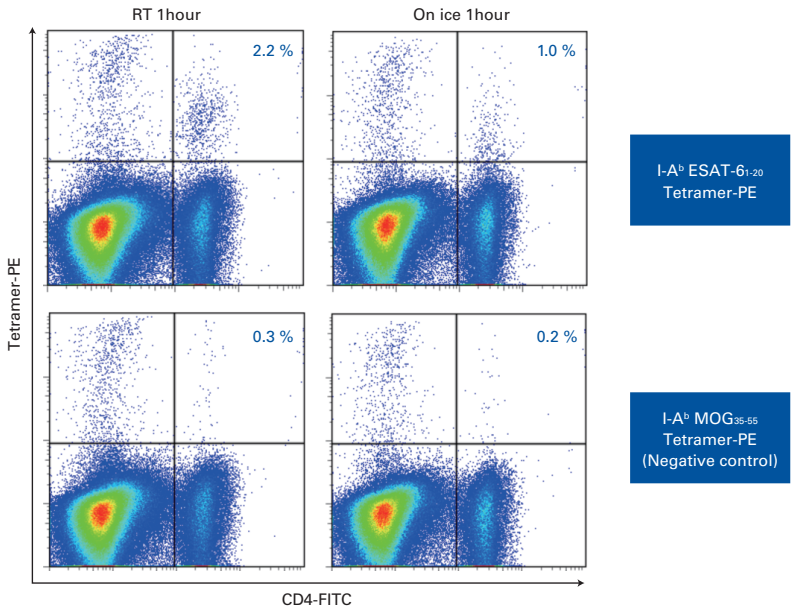 RT 1hour
On ice 1hour
2.2 %
1.0 %
I-Aᵇ ESAT-6₁₋₂₀
Tetramer-PE
Tetramer-PE
0.3 %
0.2 %
I-Aᵇ MOG₃₅₋₅₅
Tetramer-PE
(Negative control)
CD4-FITC